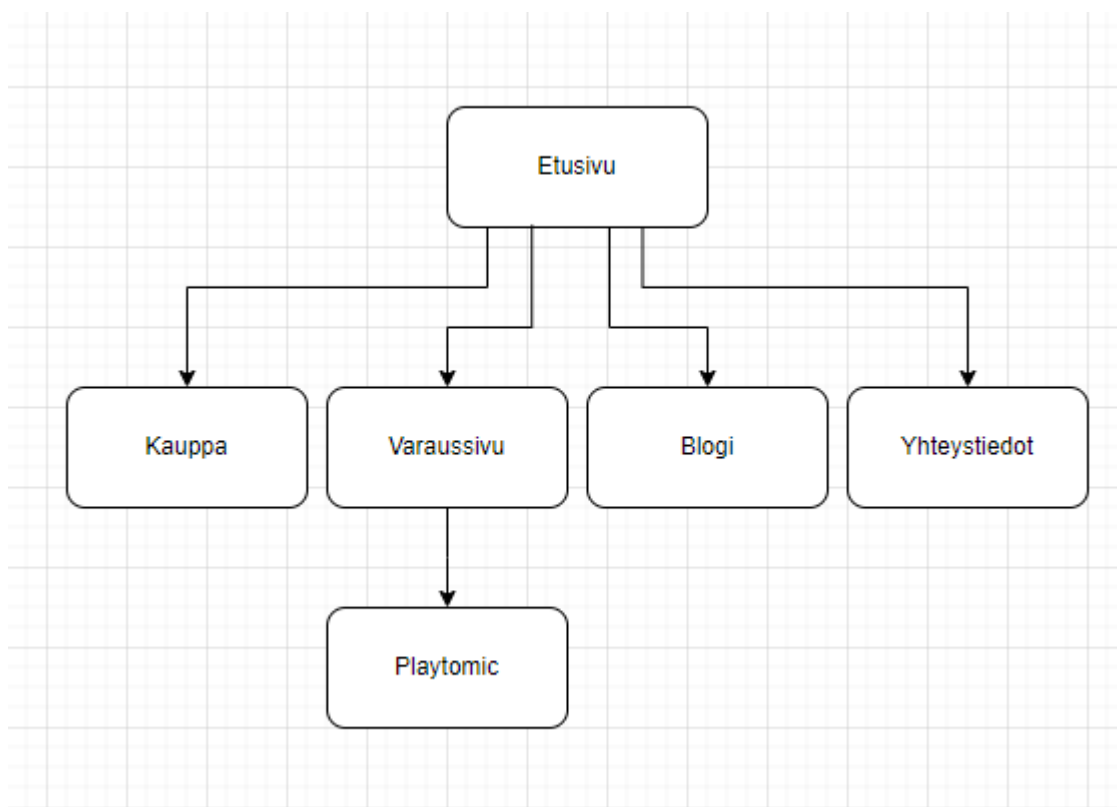 Etusivu
Kauppa
Varaussivu
Blogi
Yhteystiedot
Playtomic